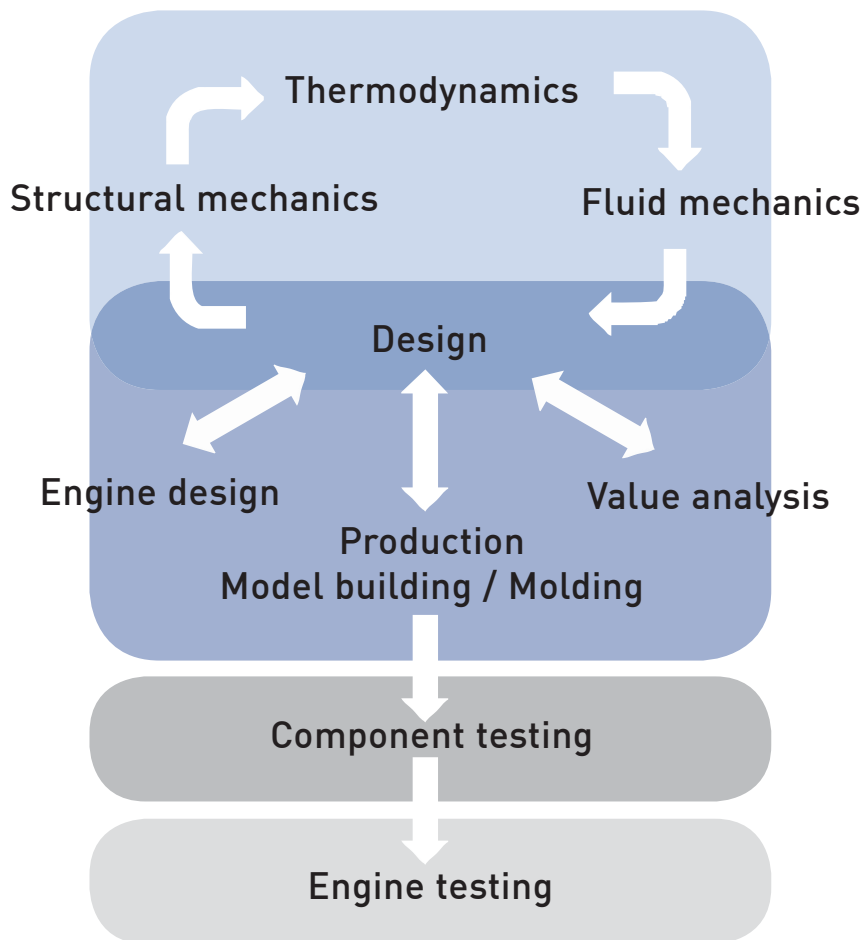 Thermodynamics
Structural mechanics
Fluid mechanics
Design
Engine design
Value analysis
Production
Model building / Molding
Component testing
Engine testing